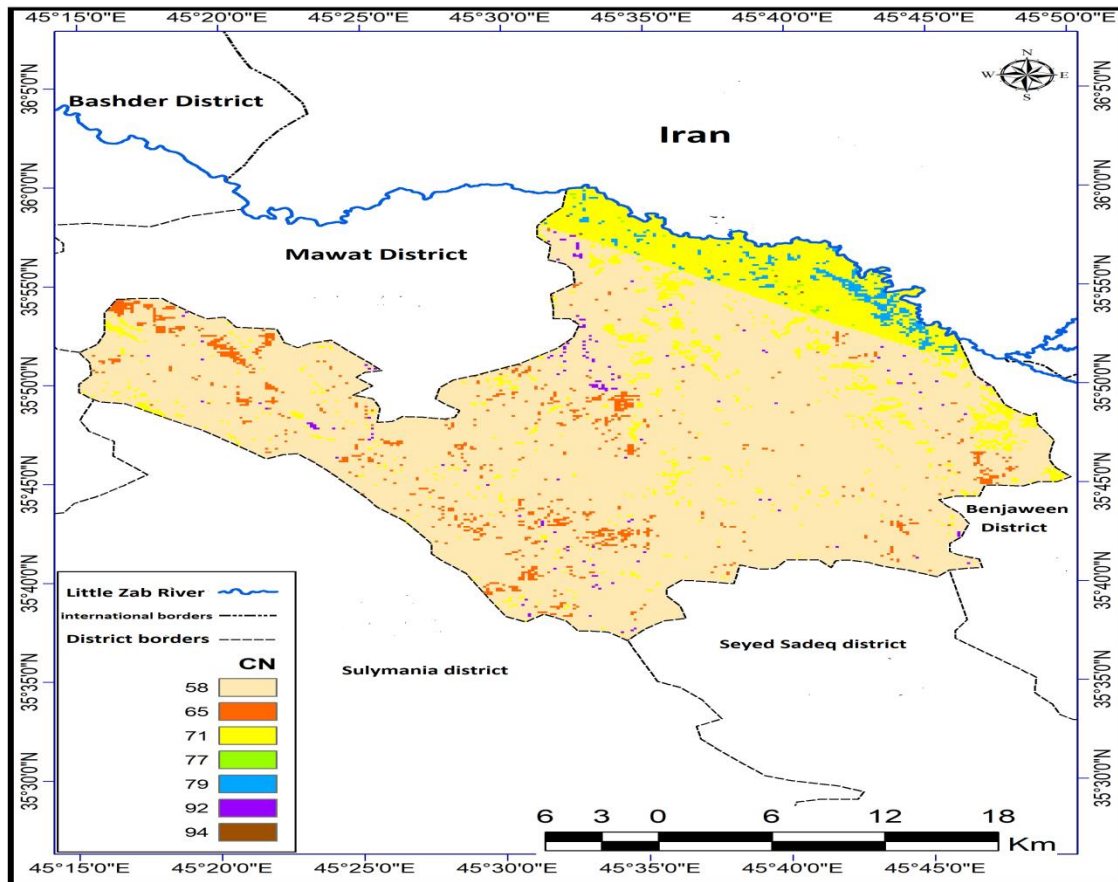 45°15'0"E 45°20'0"E 45°25'0"E 45°30'0"E 45°35'0"E 45°40'0"E 45°45'0"E 45°50'0"E
N
W E
S
36°5'0"N 36°5'0"N
Bashder District
Iran
36°0'0"N 36°0'0"N
Mawat District
35°55'0"N 35°55'0"N
35°50'0"N 35°50'0"N
35°45'0"N 35°45'0"N
Benjaween
District
35°40'0"N 35°40'0"N
Little Zab River
international borders
District borders
Seyed Sadeq district
Sulymania district
CN
58
65
71
77
79
92
94
35°35'0"N 35°35'0"N
35°30'0"N 35°30'0"N
6 3 0 6 12 18
Km
45°15'0"E 45°20'0"E 45°25'0"E 45°30'0"E 45°35'0"E 45°40'0"E 45°45'0"E